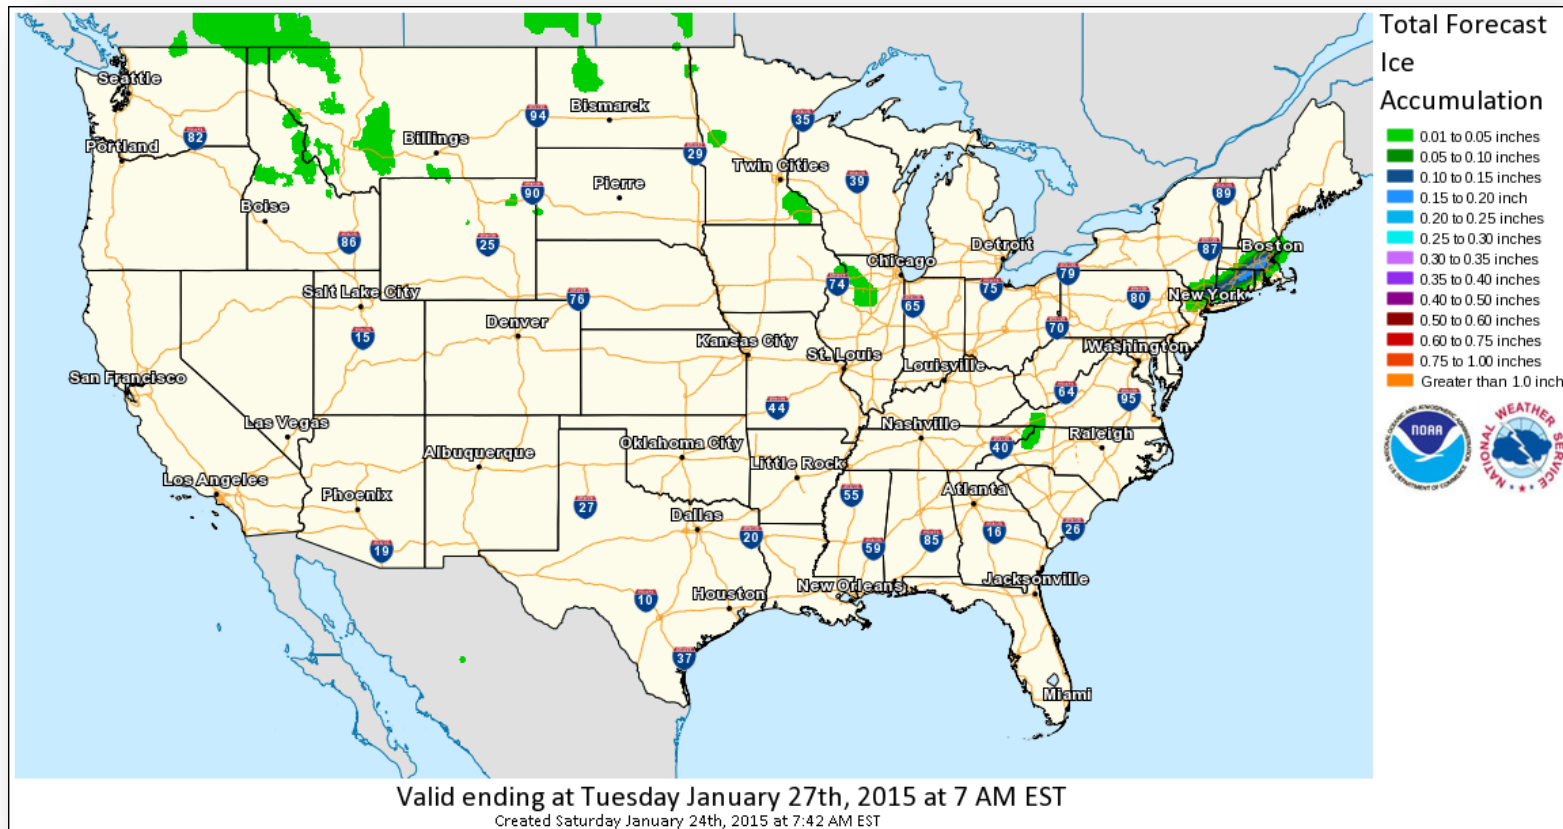 Total Forecast
Ice
Accumulation
0.01 to 0.05 inches
0.05 to 0.10 inches
0.10 to 0.15 inches
0.15 to 0.20 inch
0.20 to 0.25 inches
0.25 to 0.30 inches
0.30 to 0.35 inches
0.35 to 0.40 inches
0.40 to 0.50 inches
0.50 to 0.60 inches
0.60 to 0.75 inches
0.75 to 1.00 inches
Greater than 1.0 inch
NOAA
NATIONAL WEATHER SERVICE
Seattle
Portland
82
Billings
94
Bismarck
35
29
Twin Cities
39
89
Boise
90
Pierre
86
25
Detroit
87
Boston
Chicago
79
74
75
80
New York
65
Salt Lake City
76
Denver
15
70
Kansas City
St. Louis
Washington
Louisville
San Francisco
64
95
44
Las Vegas
Nashville
Raleigh
40
Albuquerque
Oklahoma City
Little Rock
Los Angeles
Phoenix
Atlanta
55
27
Dallas
20
59
85
16
26
19
New Orleans
Jacksonville
10
Houston
37
Miami
Valid ending at Tuesday January 27th, 2015 at 7 AM EST
Created Saturday January 24th, 2015 at 7:42 AM EST